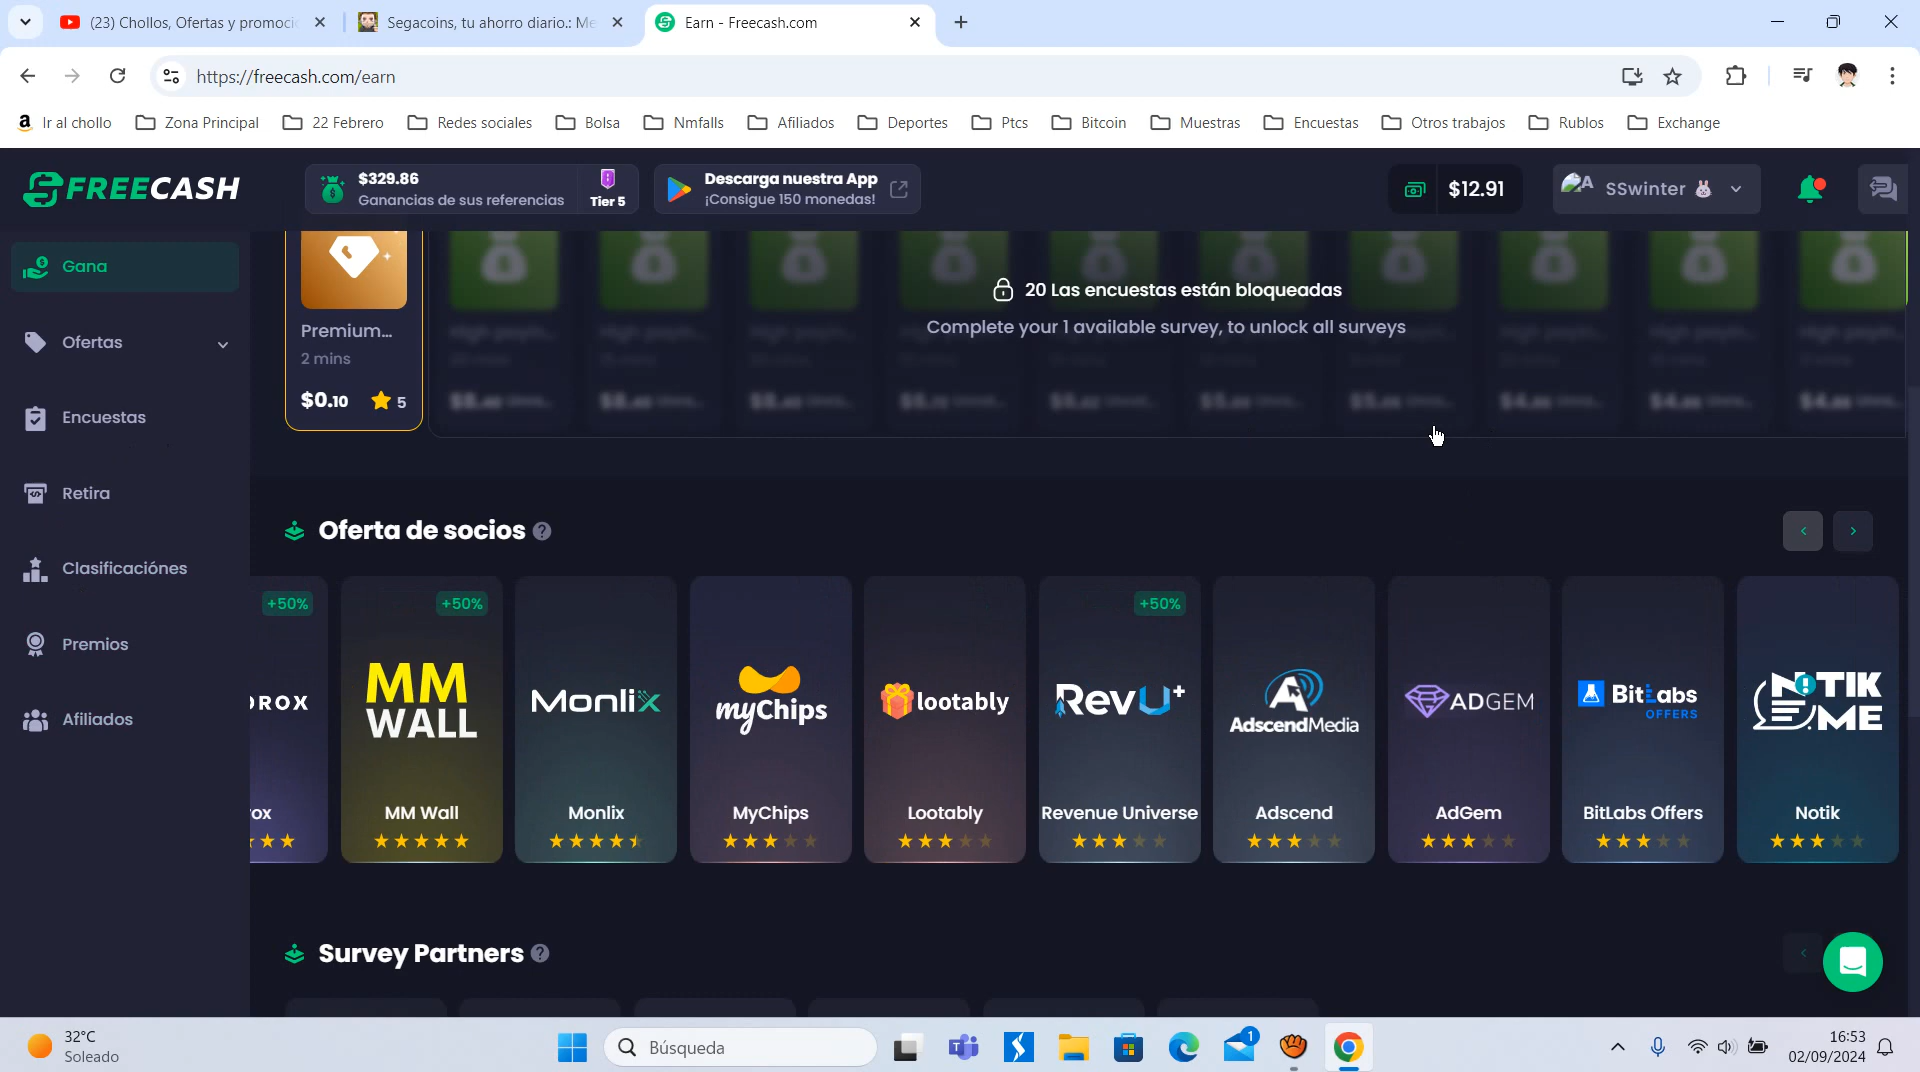 (23) Chollos, Ofertas y promoci
Segacoins, tu ahorro diario.: Me
Earn - Freecash.com
https://freecash.com/earn
Ir al chollo
Zona Principal
22 Febrero
Redes sociales
Bolsa
Nmfalls
Afiliados
Deportes
Ptcs
Bitcoin
Muestras
Encuestas
Otros trabajos
Rublos
Exchange
FREECASH
$329.86
Ganancias de sus referencias
Tier 5
Descarga nuestra App
¡Consigue 150 monedas!
$12.91
SSwinter
Gana
Ofertas
Encuestas
Retira
Clasificaciónes
Premios
Afiliados
Premium...
2 mins
$0.10
5
20 Las encuestas están bloqueadas
Complete your 1 available survey, to unlock all surveys
Oferta de socios
+50%
+50%
+50%
OROX
MM
WALL
Monlix
myChips
lootably
RevU+
AdscendMedia
ADGEM
BitLabs
OFFERS
NOTIK
ME
ox
MM Wall
Monlix
MyChips
Lootably
Revenue Universe
Adscend
AdGem
BitLabs Offers
Notik
Survey Partners
32°C
Soleado
Búsqueda
1
16:53
02/09/2024